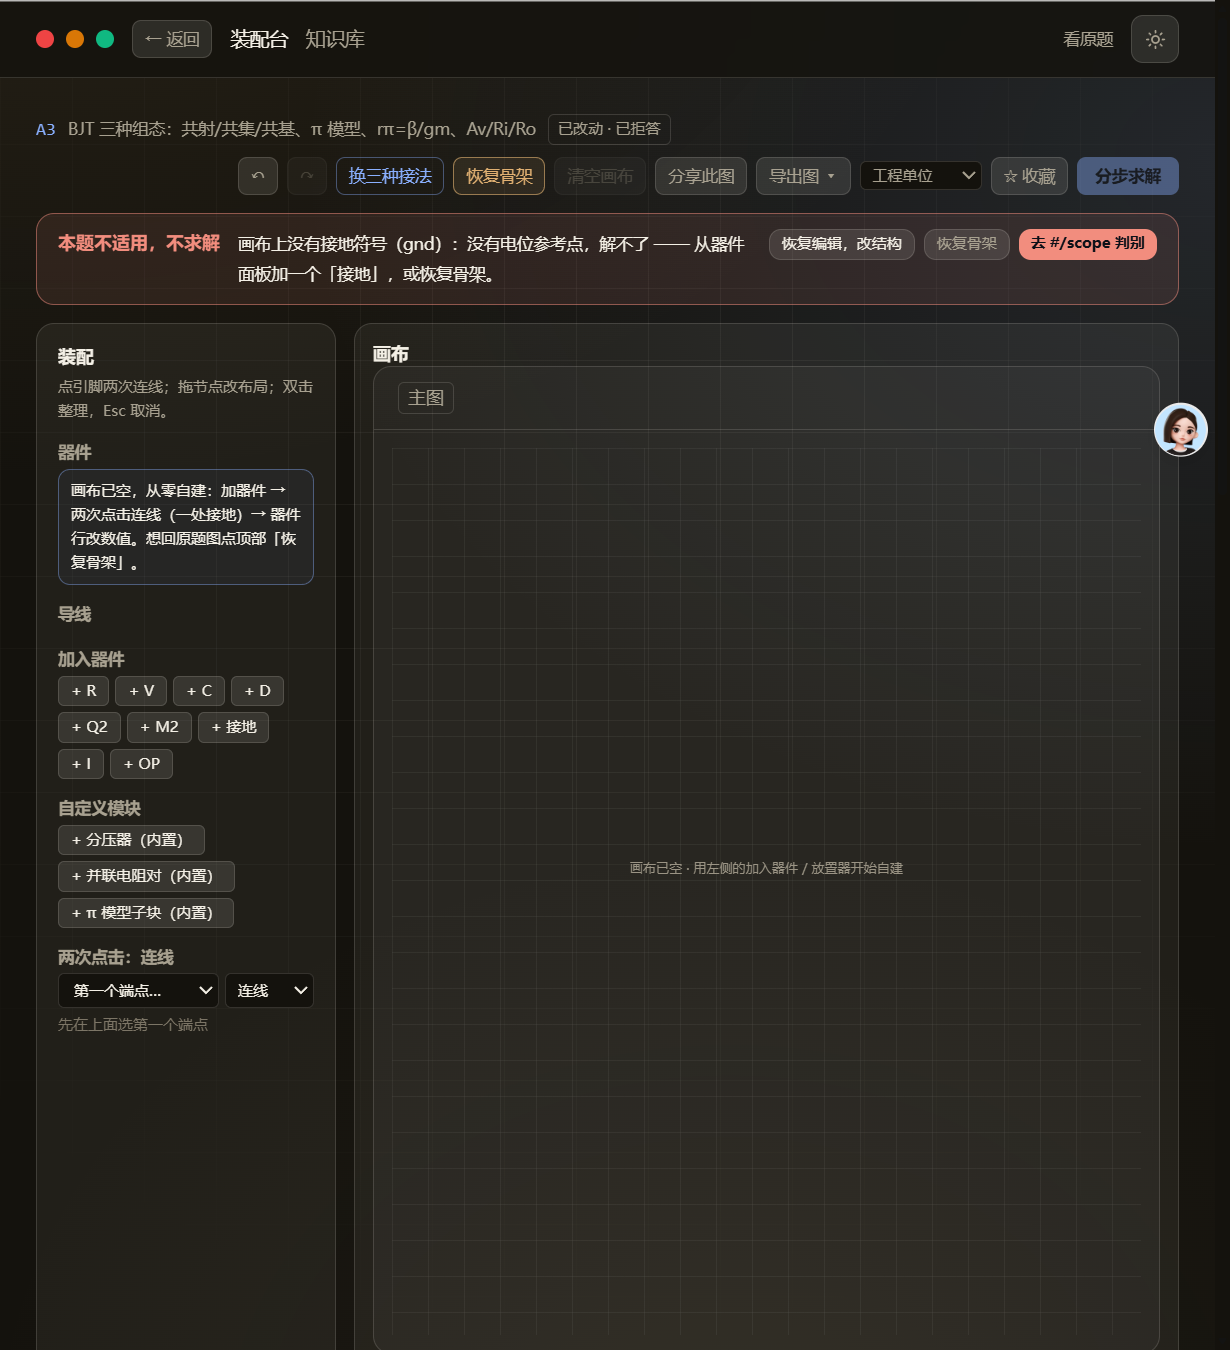 ← 返回 装配台 知识库 看原题
A3 BJT 三种组态：共射/共集/共基、π 模型、rπ=β/gm、Av/Ri/Ro 已改动 · 已拒答
换三种接法 恢复骨架 清空画布 分享此图 导出图 工程单位 ☆ 收藏 分步求解
本题不适用，不求解 画布上没有接地符号（gnd）：没有电位参考点，解不了 —— 从器件
面板加一个「接地」，或恢复骨架。
恢复编辑，改结构 恢复骨架 去 #/scope 判别
装配
点引脚两次连线；拖节点改布局；双击
整理，Esc 取消。
器件
画布已空，从零自建：加器件 →
两次点击连线（一处接地）→ 器件
行改数值。想回原题图点顶部「恢
复骨架」。
导线
加入器件
+ R + V + C + D
+ Q2 + M2 + 接地
+ I + OP
自定义模块
+ 分压器（内置）
+ 并联电阻对（内置）
+ π 模型子块（内置）
两次点击：连线
第一个端点... 连线
先在上面选第一个端点
画布
主图
画布已空 · 用左侧的加入器件 / 放置器开始自建